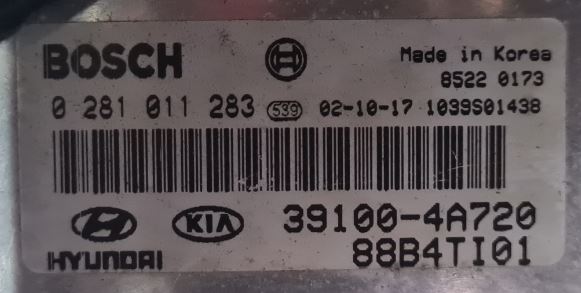 BOSCH
Made in Korea
8522 0173
0 281 011 283 539 02-10-17 1039S01438
KIA 39100-4A720
HYUNDAI 88B4TI01